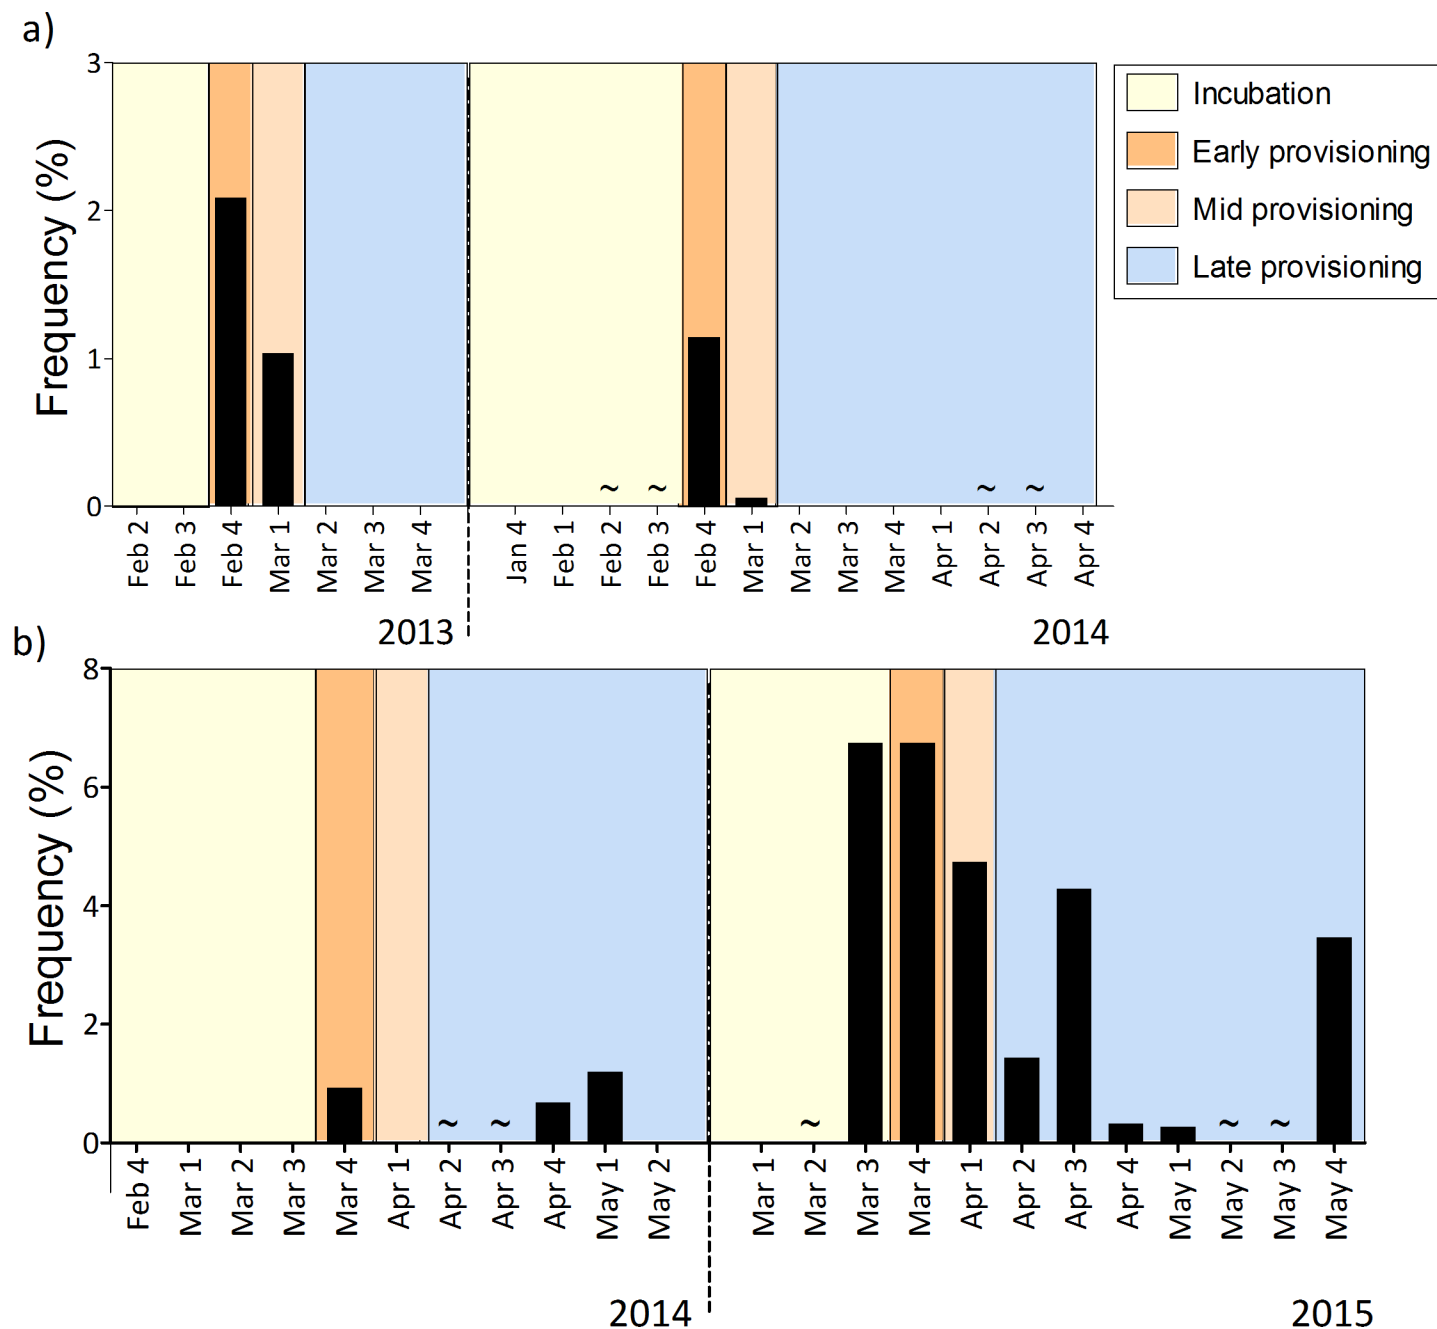 a)
Frequency (%)
3
2
1
0
~ ~ ~ ~
Feb 2 Feb 3 Feb 4 Mar 1 Mar 2 Mar 3 Mar 4 Jan 4 Feb 1 Feb 2 Feb 3 Feb 4 Mar 1 Mar 2 Mar 3 Mar 4 Apr 1 Apr 2 Apr 3 Apr 4
2013 2014
Incubation
Early provisioning
Mid provisioning
Late provisioning
b)
Frequency (%)
8
6
4
2
0
~ ~ ~ ~ ~
Feb 4 Mar 1 Mar 2 Mar 3 Mar 4 Apr 1 Apr 2 Apr 3 Apr 4 May 1 May 2 Mar 1 Mar 2 Mar 3 Mar 4 Apr 1 Apr 2 Apr 3 Apr 4 May 1 May 2 May 3 May 4
2014 2015